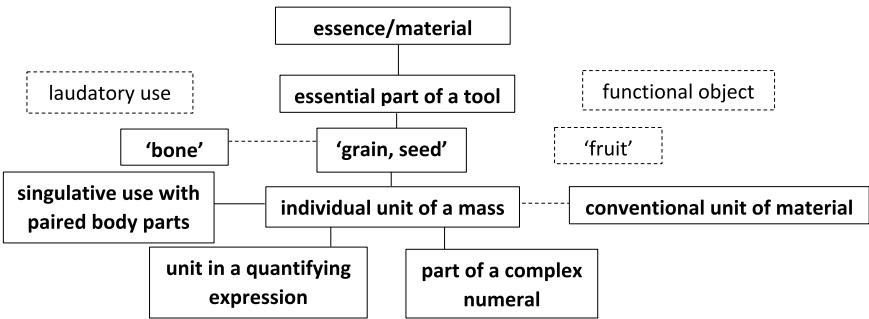 essence/material
laudatory use
essential part of a tool
functional object
‘bone’
‘grain, seed’
‘fruit’
singulative use with
paired body parts
individual unit of a mass
conventional unit of material
unit in a quantifying
expression
part of a complex
numeral